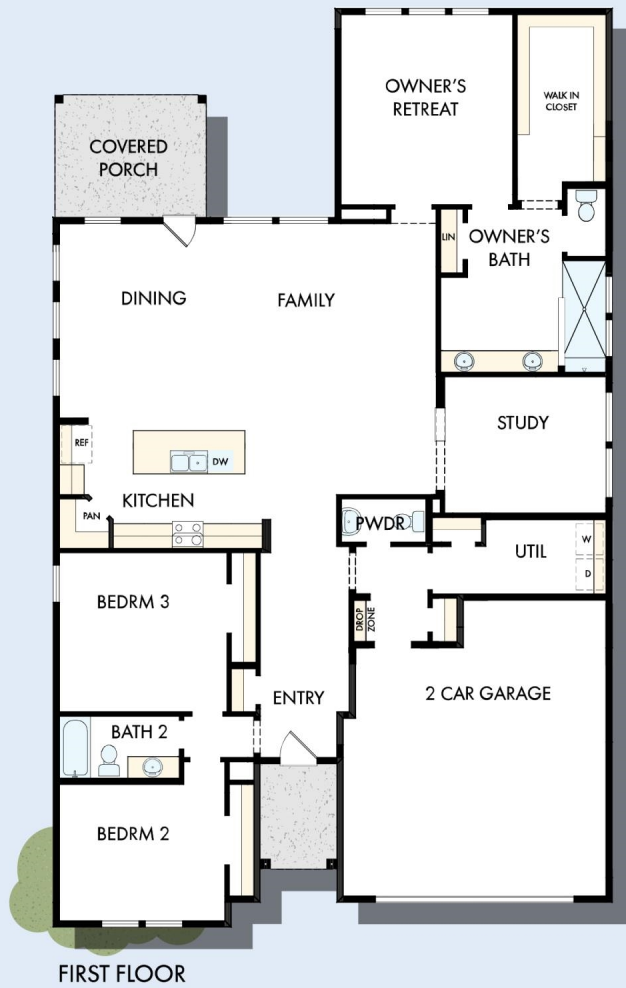 OWNER'S
RETREAT
WALK IN
CLOSET
COVERED
PORCH
LIN
OWNER'S
BATH
DINING
FAMILY
STUDY
REF
DW
KITCHEN
PAN
PWDR
UTIL
W
D
BEDRM 3
DROP
ZONE
ENTRY
2 CAR GARAGE
BATH 2
BEDRM 2
FIRST FLOOR